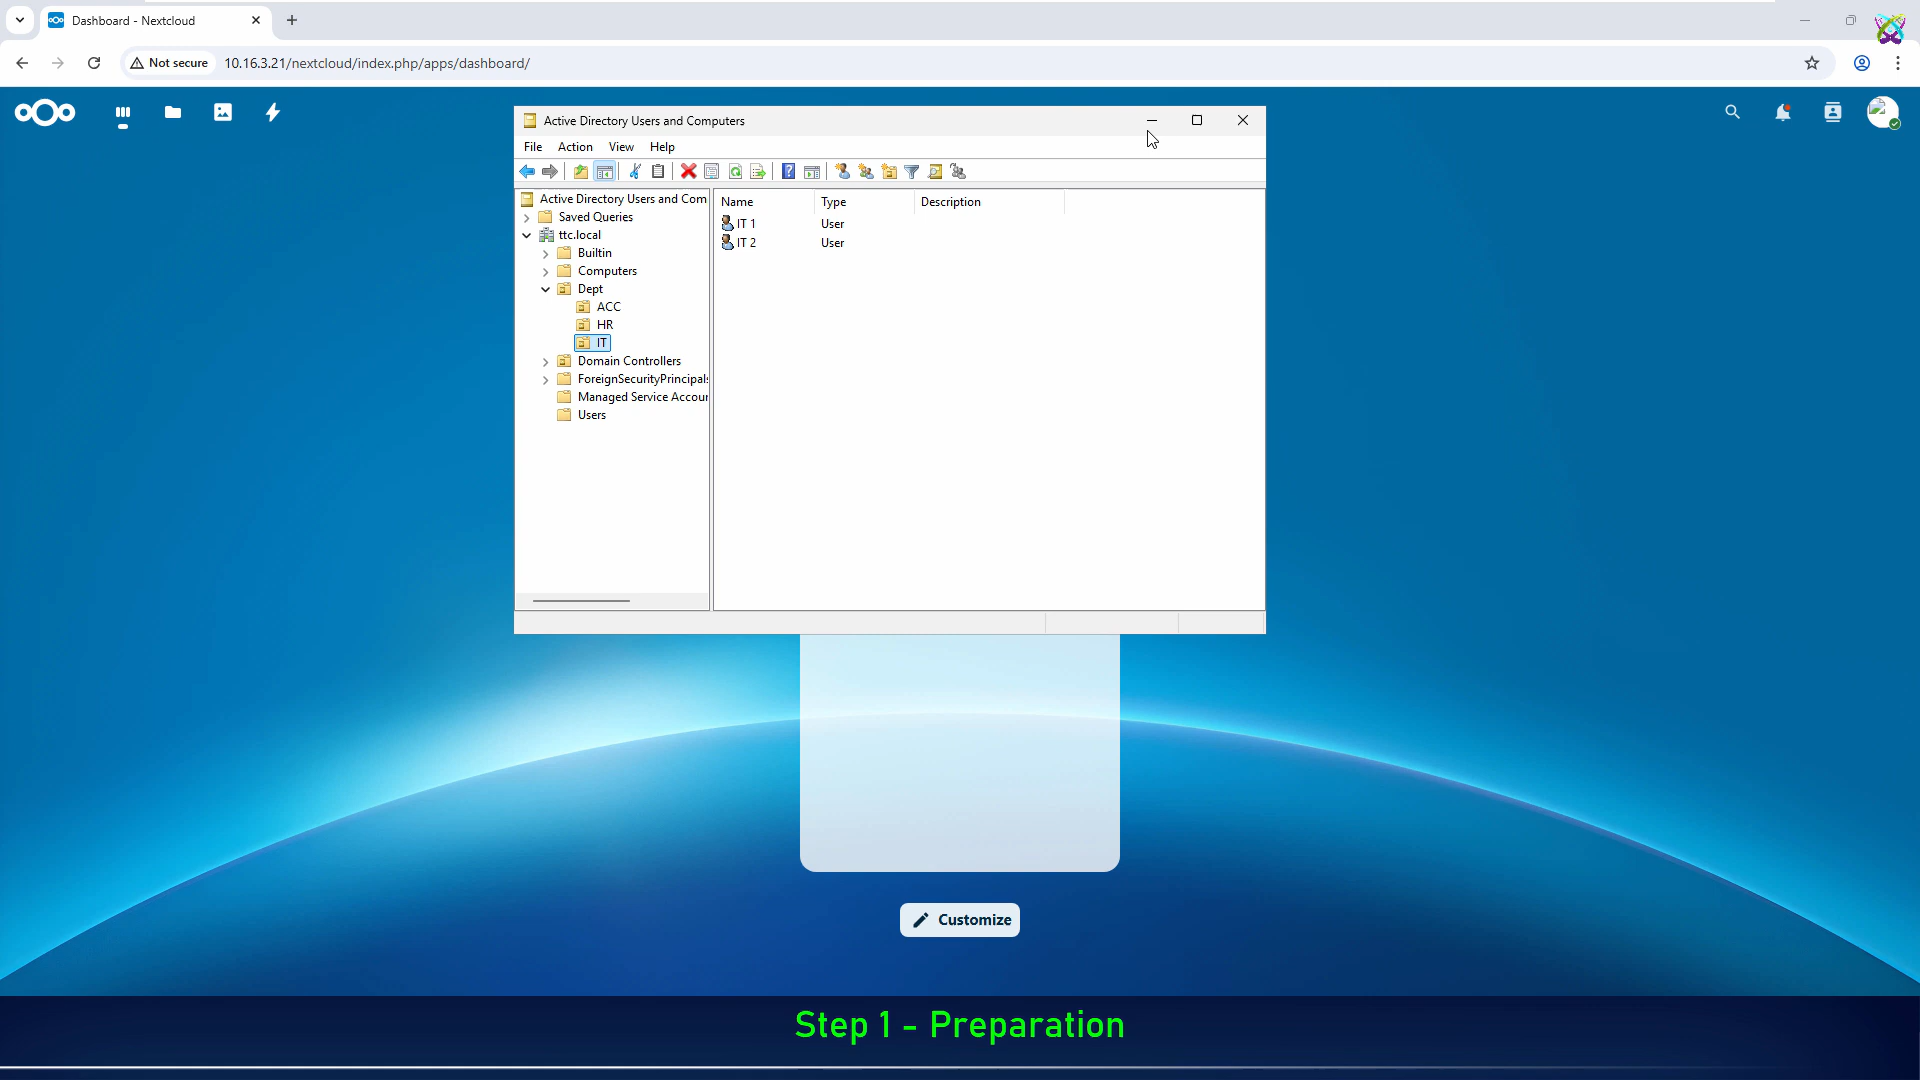 Dashboard - Nextcloud
Not secure
10.16.3.21/nextcloud/index.php/apps/dashboard/
Active Directory Users and Computers
File Action View Help
Active Directory Users and Com
Saved Queries
ttc.local
Builtin
Computers
Dept
ACC
HR
IT
Domain Controllers
ForeignSecurityPrincipals
Managed Service Accour
Users
Name Type Description
IT 1 User
IT 2 User
Customize
Step 1 - Preparation